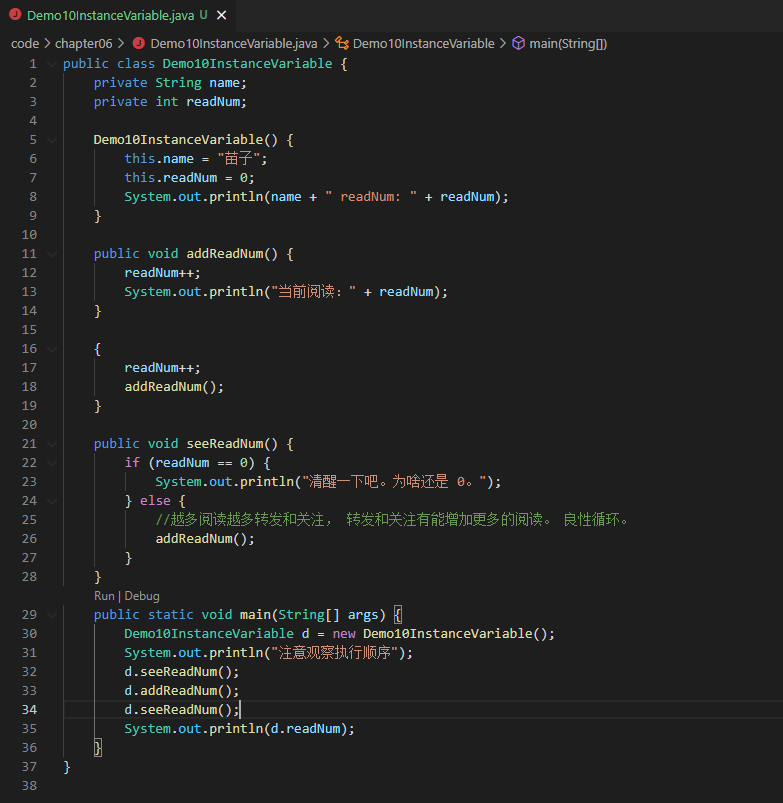 Demo10InstanceVariable.java U
code > chapter06 > Demo10InstanceVariable.java > Demo10InstanceVariable > main(String[])
1 public class Demo10InstanceVariable {
2     private String name;
3     private int readNum;
4
5     Demo10InstanceVariable() {
6         this.name = "苗子";
7         this.readNum = 0;
8         System.out.println(name + " readNum: " + readNum);
9     }
10
11     public void addReadNum() {
12         readNum++;
13         System.out.println("当前阅读：" + readNum);
14     }
15
16     {
17         readNum++;
18         addReadNum();
19     }
20
21     public void seeReadNum() {
22         if (readNum == 0) {
23             System.out.println("清醒一下吧。为啥还是 0。");
24         } else {
25             //越多阅读越多转发和关注， 转发和关注有能增加更多的阅读。 良性循环。
26             addReadNum();
27         }
28     }
Run | Debug
29     public static void main(String[] args) {
30         Demo10InstanceVariable d = new Demo10InstanceVariable();
31         System.out.println("注意观察执行顺序");
32         d.seeReadNum();
33         d.addReadNum();
34         d.seeReadNum();
35         System.out.println(d.readNum);
36     }
37 }
38